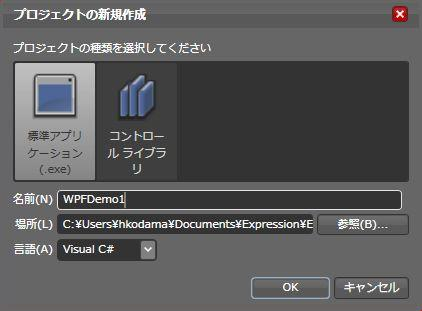 プロジェクトの新規作成
プロジェクトの種類を選択してください
標準アプリ
ケーション
(.exe)
コントロー
ル ライブラ
リ
名前(N) WPFDemo1
場所(L) C:¥Users¥hkodama¥Documents¥Expression¥E 参照(B)...
言語(A) Visual C#
OK キャンセル